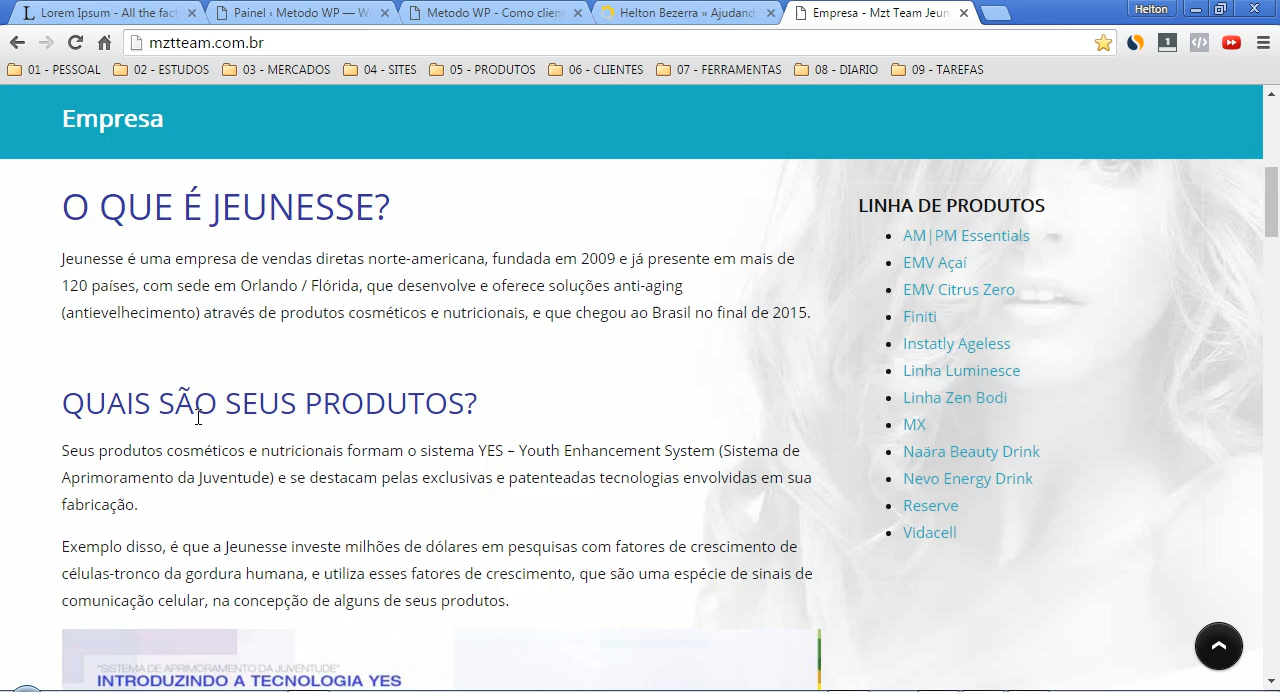 Lorem Ipsum - All the fact
Painel ‹ Metodo WP — W
Metodo WP - Como clien
Helton Bezerra » Ajudand
Empresa - Mzt Team Jeun
Helton
mztteam.com.br
1
01 - PESSOAL
02 - ESTUDOS
03 - MERCADOS
04 - SITES
05 - PRODUTOS
06 - CLIENTES
07 - FERRAMENTAS
08 - DIARIO
09 - TAREFAS
Empresa
O QUE É JEUNESSE?
Jeunesse é uma empresa de vendas diretas norte-americana, fundada em 2009 e já presente em mais de
120 países, com sede em Orlando / Flórida, que desenvolve e oferece soluções anti-aging
(antievelhecimento) através de produtos cosméticos e nutricionais, e que chegou ao Brasil no final de 2015.
QUAIS SÃO SEUS PRODUTOS?
Seus produtos cosméticos e nutricionais formam o sistema YES – Youth Enhancement System (Sistema de
Aprimoramento da Juventude) e se destacam pelas exclusivas e patenteadas tecnologias envolvidas em sua
fabricação.
Exemplo disso, é que a Jeunesse investe milhões de dólares em pesquisas com fatores de crescimento de
células-tronco da gordura humana, e utiliza esses fatores de crescimento, que são uma espécie de sinais de
comunicação celular, na concepção de alguns de seus produtos.
"SISTEMA DE APRIMORAMENTO DA JUVENTUDE"
INTRODUZINDO A TECNOLOGIA YES
LINHA DE PRODUTOS
AM|PM Essentials
EMV Açaí
EMV Citrus Zero
Finiti
Instatly Ageless
Linha Luminesce
Linha Zen Bodi
MX
Naära Beauty Drink
Nevo Energy Drink
Reserve
Vidacell